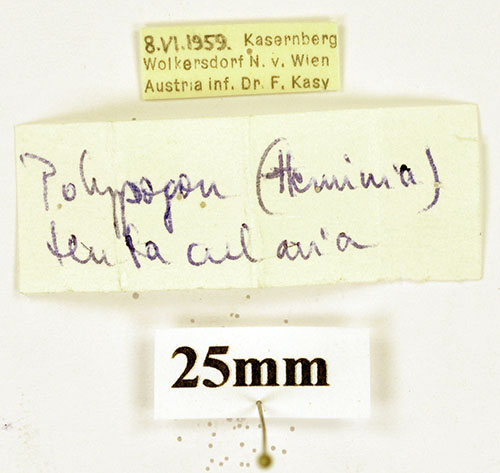 8.VI.1959. Kasernberg
Wolkersdorf N. v. Wien
Austria inf. Dr. F. Kasy
Polypogon (Herminia)
tentacularia
25mm